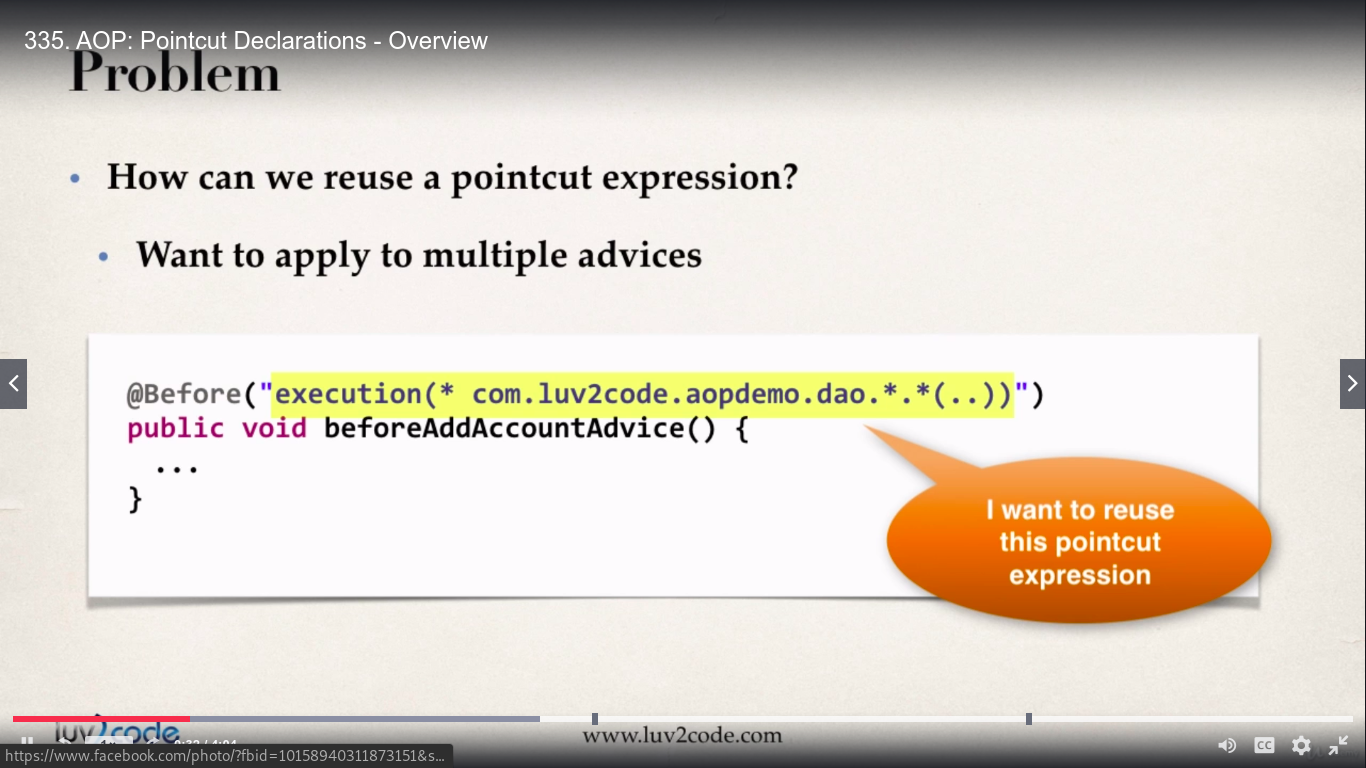 335. AOP: Pointcut Declarations - Overview
Problem
• How can we reuse a pointcut expression?
• Want to apply to multiple advices
@Before("execution(* com.luv2code.aopdemo.dao.*.*(..))")
public void beforeAddAccountAdvice() {
...
}
I want to reuse
this pointcut
expression
luv2code
www.luv2code.com
CC
https://www.facebook.com/photo/?fbid=10158940311873151&s...